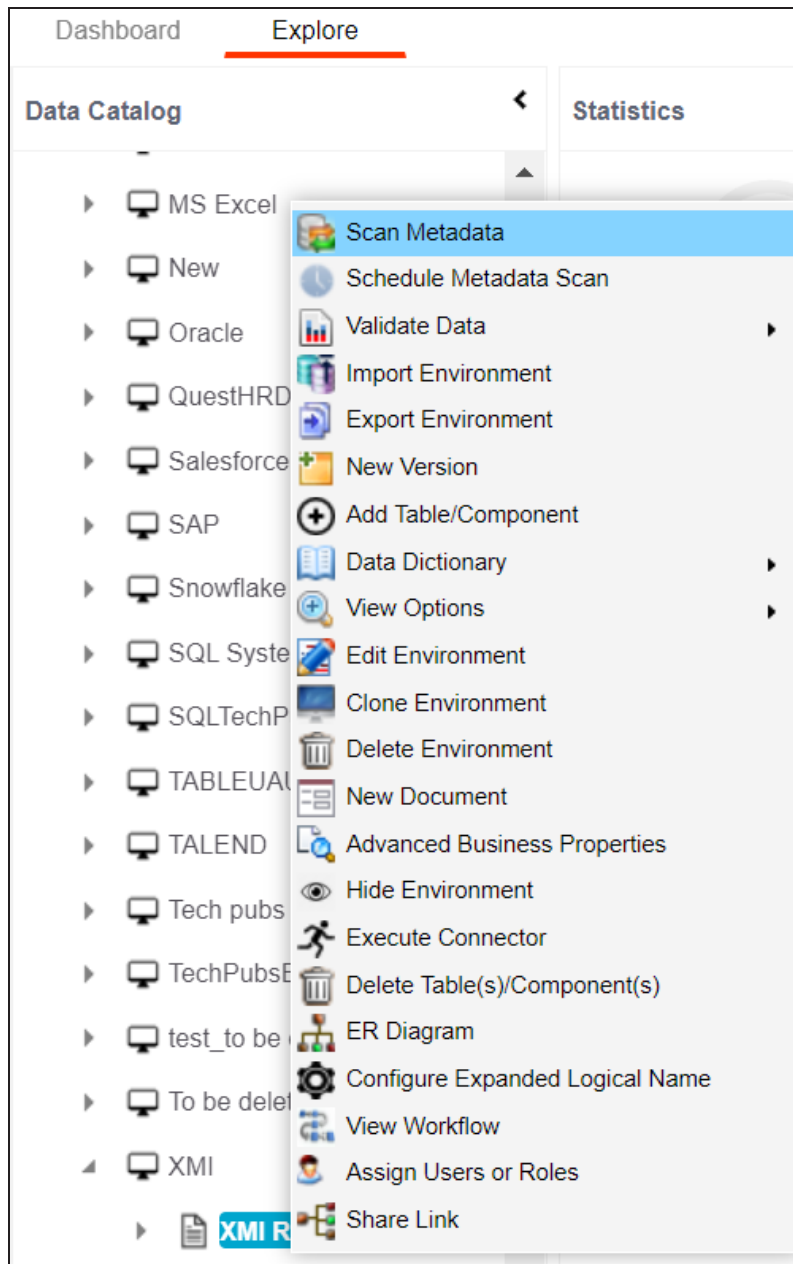 Dashboard Explore
Data Catalog Statistics
MS Excel
Scan Metadata
New Schedule Metadata Scan
Oracle Validate Data
Import Environment
QuestHRD
Export Environment
Salesforce New Version
SAP Add Table/Component
Data Dictionary
Snowflake
View Options
SQL Syste Edit Environment
SQLTechP Clone Environment
Delete Environment
TABLEUAU
New Document
TALEND Advanced Business Properties
Hide Environment
Tech pubs
Execute Connector
TechPubsE Delete Table(s)/Component(s)
test_to be ER Diagram
Configure Expanded Logical Name
To be delet
View Workflow
XMI Assign Users or Roles
XMI R Share Link